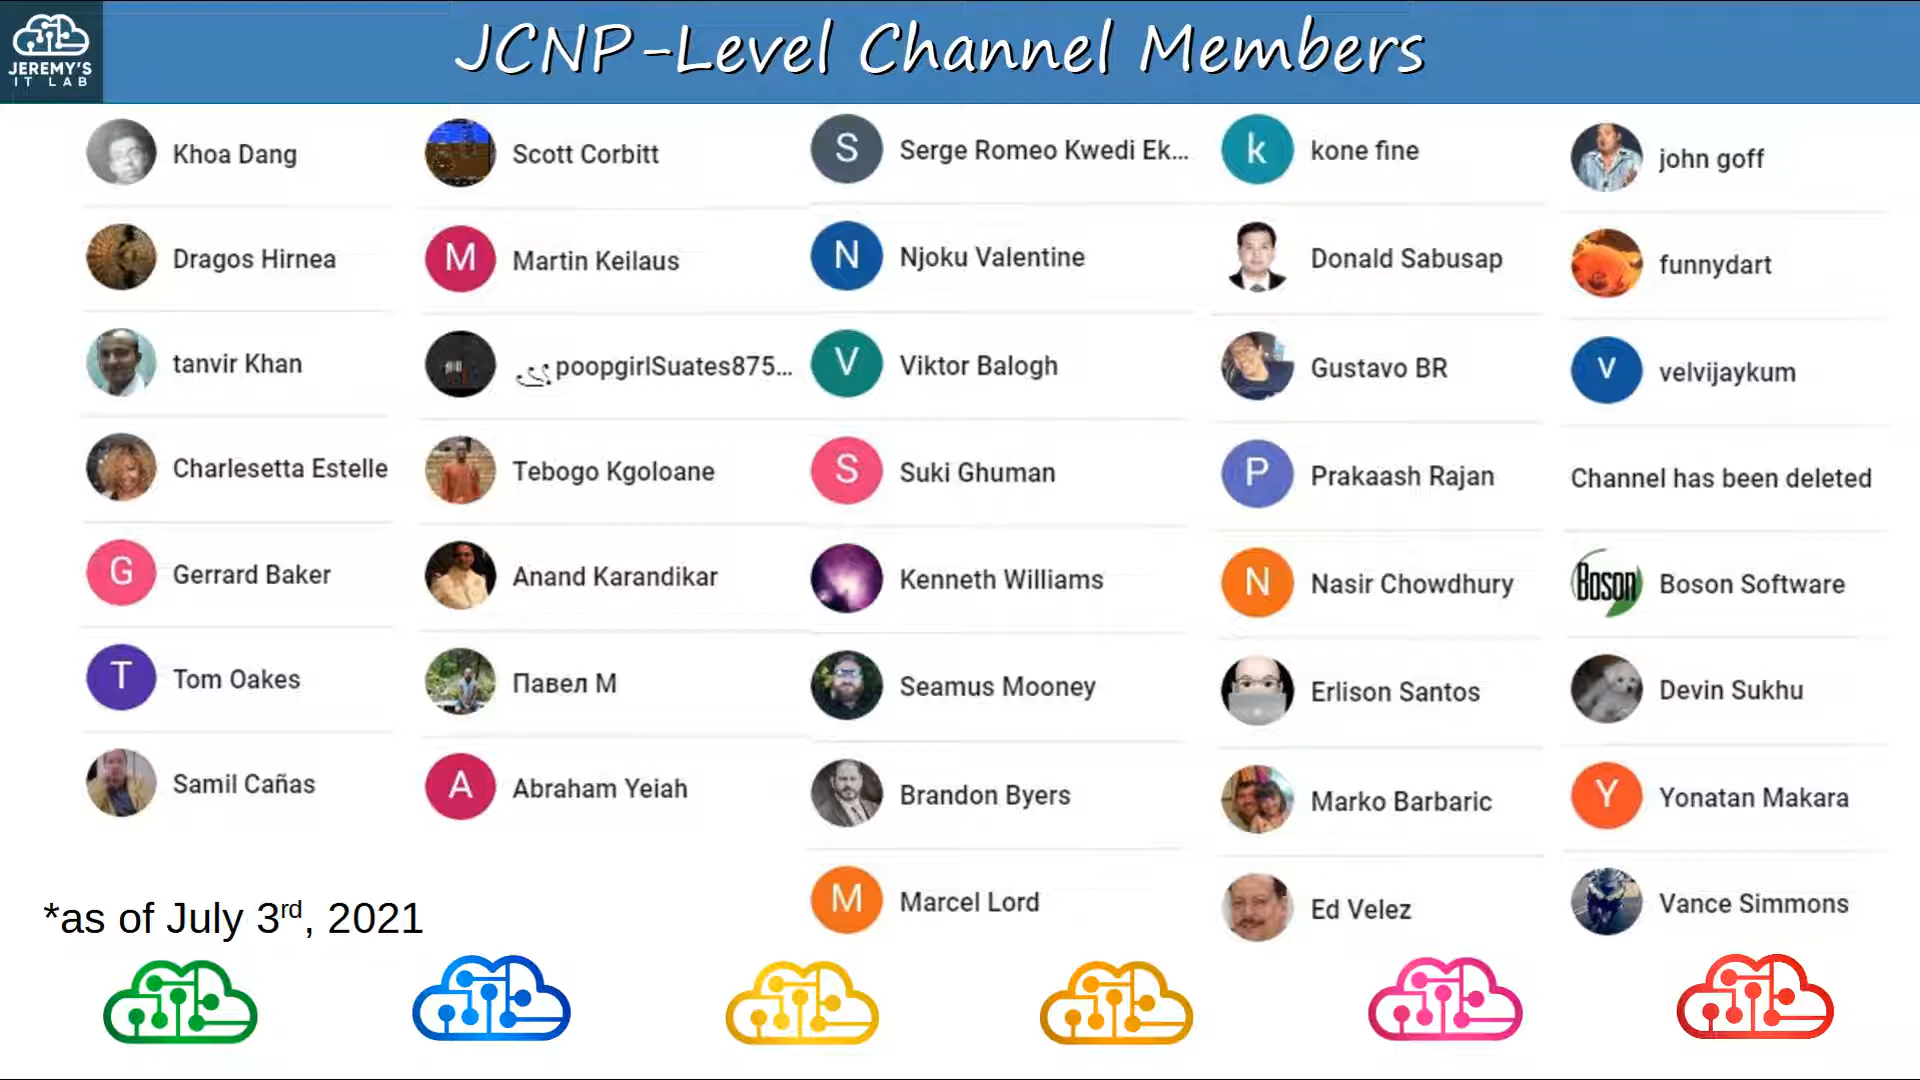 JEREMY'S
IT LAB
JCNP-Level Channel Members
Khoa Dang
Dragos Hirnea
tanvir Khan
Charlesetta Estelle
G Gerrard Baker
T Tom Oakes
Samil Cañas
Scott Corbitt
M Martin Keilaus
poopgirlSuates875...
Tebogo Kgoloane
Anand Karandikar
Павел М
A Abraham Yeiah
S Serge Romeo Kwedi Ek...
N Njoku Valentine
V Viktor Balogh
S Suki Ghuman
Kenneth Williams
Seamus Mooney
Brandon Byers
M Marcel Lord
k kone fine
Donald Sabusap
Gustavo BR
P Prakaash Rajan
N Nasir Chowdhury
Erlison Santos
Marko Barbaric
Ed Velez
john goff
funnydart
v velvijaykum
Channel has been deleted
BOSON Boson Software
Devin Sukhu
Y Yonatan Makara
Vance Simmons
*as of July 3rd, 2021